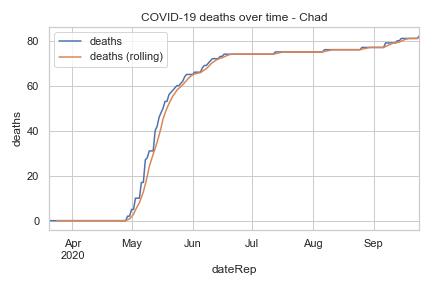 COVID-19 deaths over time - Chad
deaths
deaths (rolling)
80
60
40
20
0
deaths
Apr
2020
May
Jun
Jul
Aug
Sep
dateRep